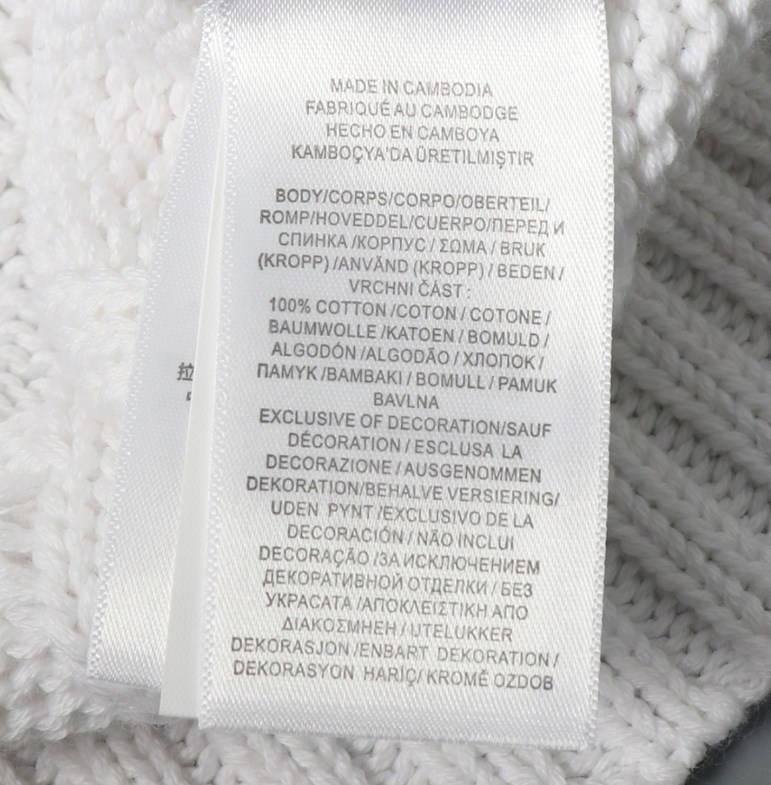 MADE IN CAMBODIA
FABRIQUÉ AU CAMBODGE
HECHO EN CAMBOYA
KAMBOÇYA'DA ÜRETILMIŞTIR
BODY/CORPS/CORPO/OBERTEIL/
ROMP/HOVEDDEL/CUERPO/ПЕРЕД И
СПИНКА /КОРПУС / ΣΩΜΑ / BRUK
(KROPP) /ANVÄND (KROPP) / BEDEN /
VRCHNI ČÁST :
100% COTTON /COTON / COTONE /
BAUMWOLLE /KATOEN / BOMULD /
ALGODÓN /ALGODÃO / ХЛОПОК /
ПАМУК /BAMBAKI / BOMULL / PAMUK
BAVLNA
EXCLUSIVE OF DECORATION/SAUF
DÉCORATION / ESCLUSA LA
DECORAZIONE / AUSGENOMMEN
DEKORATION/BEHALVE VERSIERING/
UDEN PYNT /EXCLUSIVO DE LA
DECORACIÓN / NÃO INCLUI
DECORAÇÃO /ЗА ИСКЛЮЧЕНИЕМ
ДЕКОРАТИВНОЙ ОТДЕЛКИ / БЕЗ
УКРАСАТА /ΑΠΟΚΛΕΙΣΤΙΚΗ ΑΠΟ
ΔΙΑΚΟΣΜΗΕΗ / UTELUKKER
DEKORASJON /ENBART DEKORATION /
DEKORASYON HARİÇ/ KROMĚ OZDOB
拉